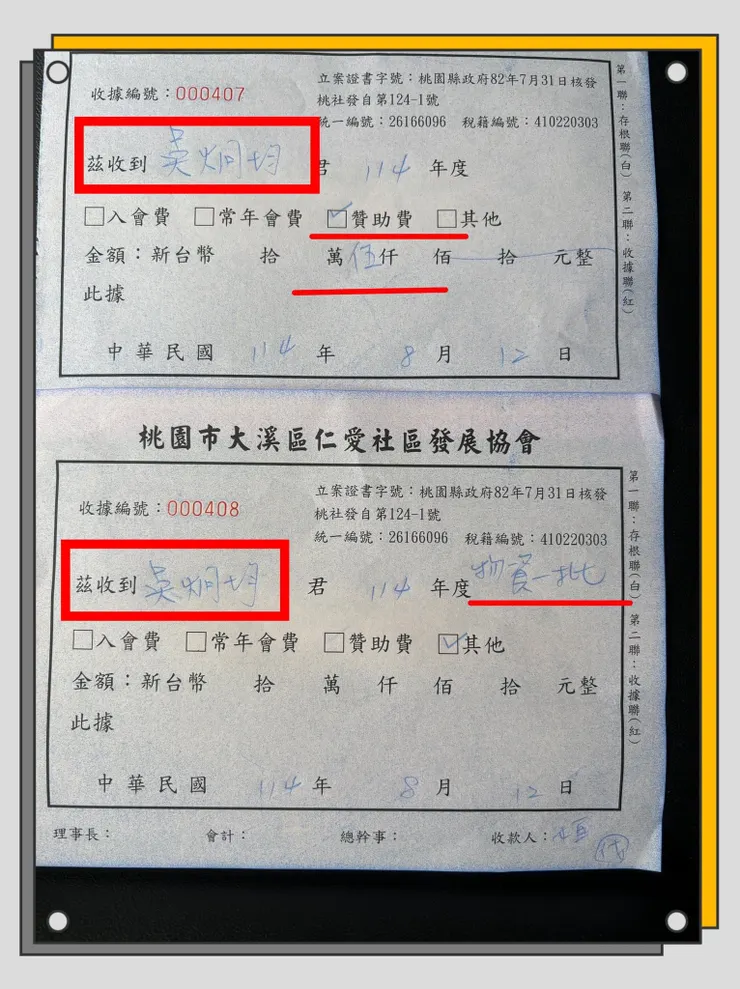 收據編號：000407
立案證書字號：桃園縣政府82年7月31日核發
桃社發自第124-1號
統一編號：26166096 稅籍編號：410220303
茲收到 吳炯均 君 114 年度
入會費 常年會費 ✓贊助費 其他
金額：新台幣 拾 萬 伍仟 佰 拾 元整
此據
中華民國 114 年 8 月 12 日
第一聯：存根聯(白) 第二聯：收據聯(紅)
桃園市大溪區仁愛社區發展協會
收據編號：000408
立案證書字號：桃園縣政府82年7月31日核發
桃社發自第124-1號
統一編號：26166096 稅籍編號：410220303
茲收到 吳炯均 君 114 年度 物資一批
入會費 常年會費 贊助費 ✓其他
金額：新台幣 拾 萬 仟 佰 拾 元整
此據
中華民國 114 年 8 月 12 日
第一聯：存根聯(白) 第二聯：收據聯(紅)
理事長： 會計： 總幹事： 收款人：